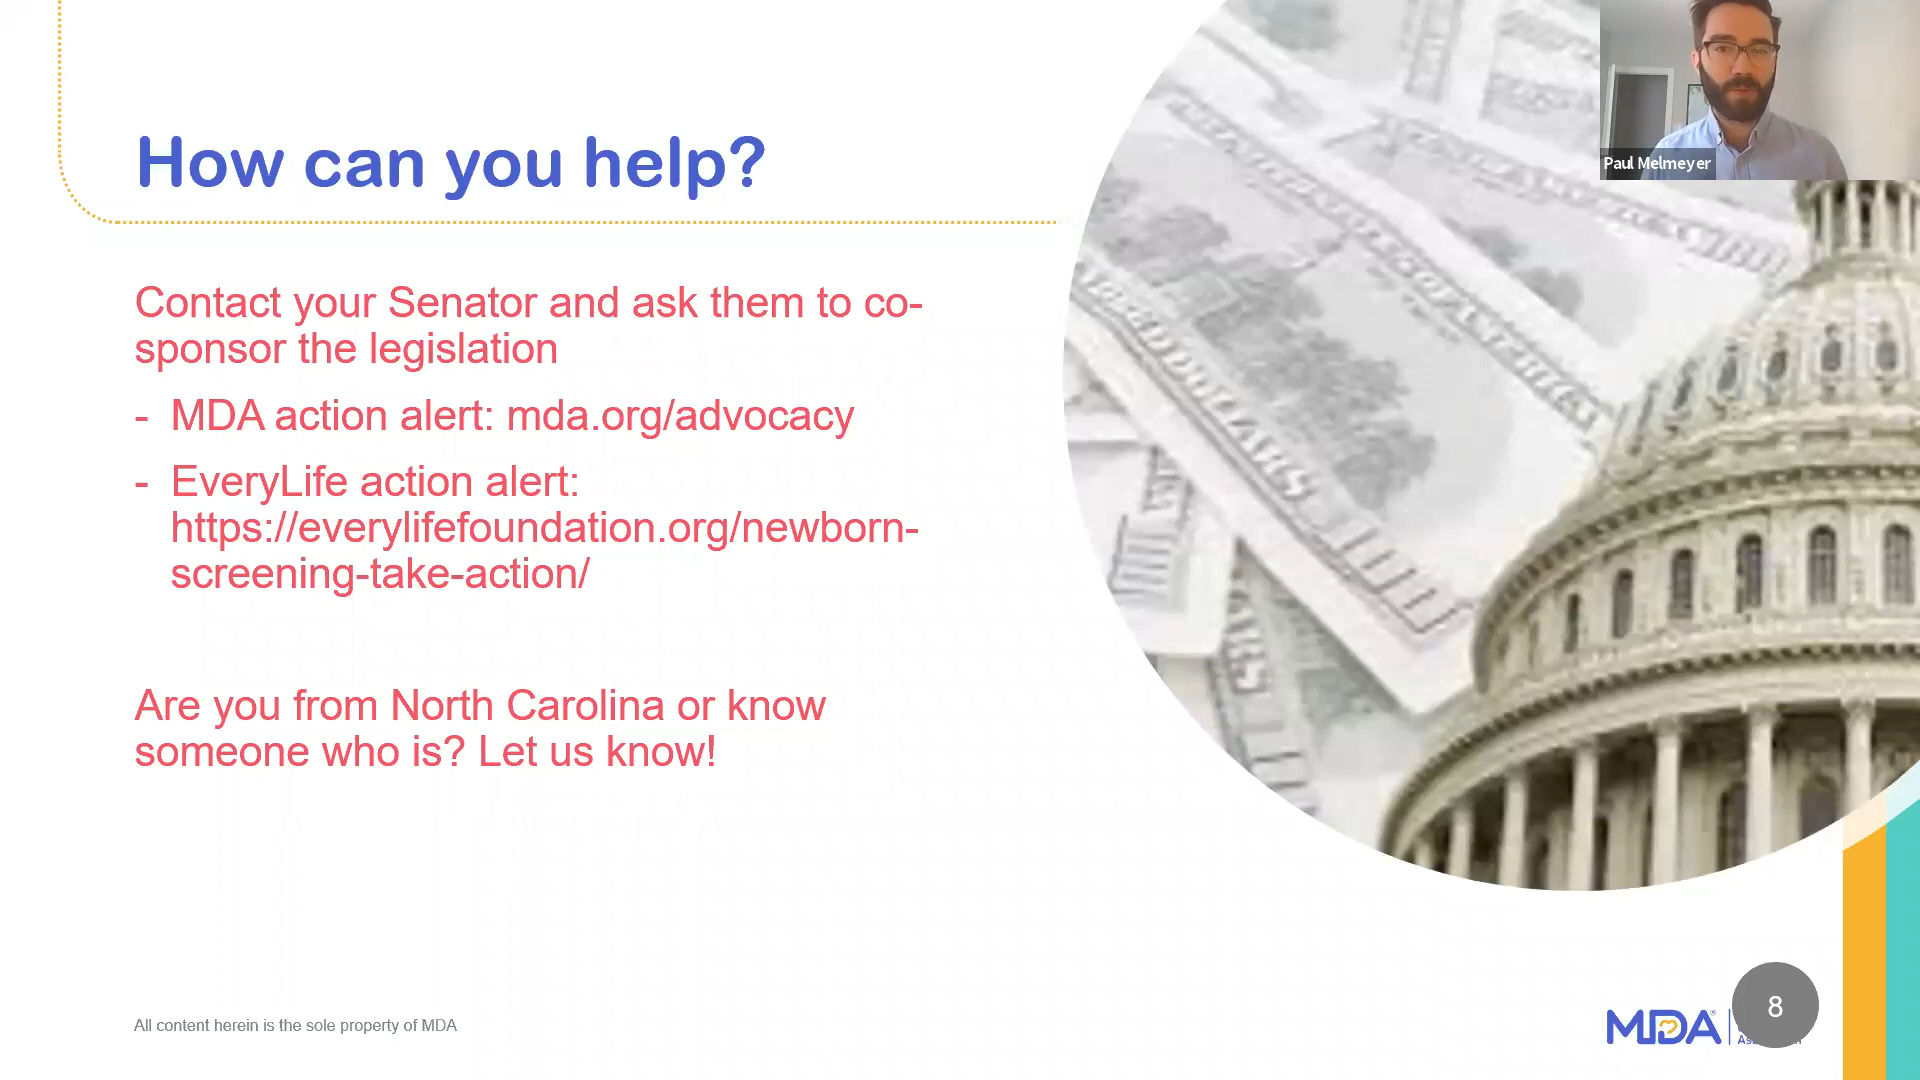 Paul Melmeyer
How can you help?
Contact your Senator and ask them to co-
sponsor the legislation
- MDA action alert: mda.org/advocacy
- EveryLife action alert:
https://everylifefoundation.org/newborn-
screening-take-action/
Are you from North Carolina or know
someone who is? Let us know!
All content herein is the sole property of MDA
MDA
8